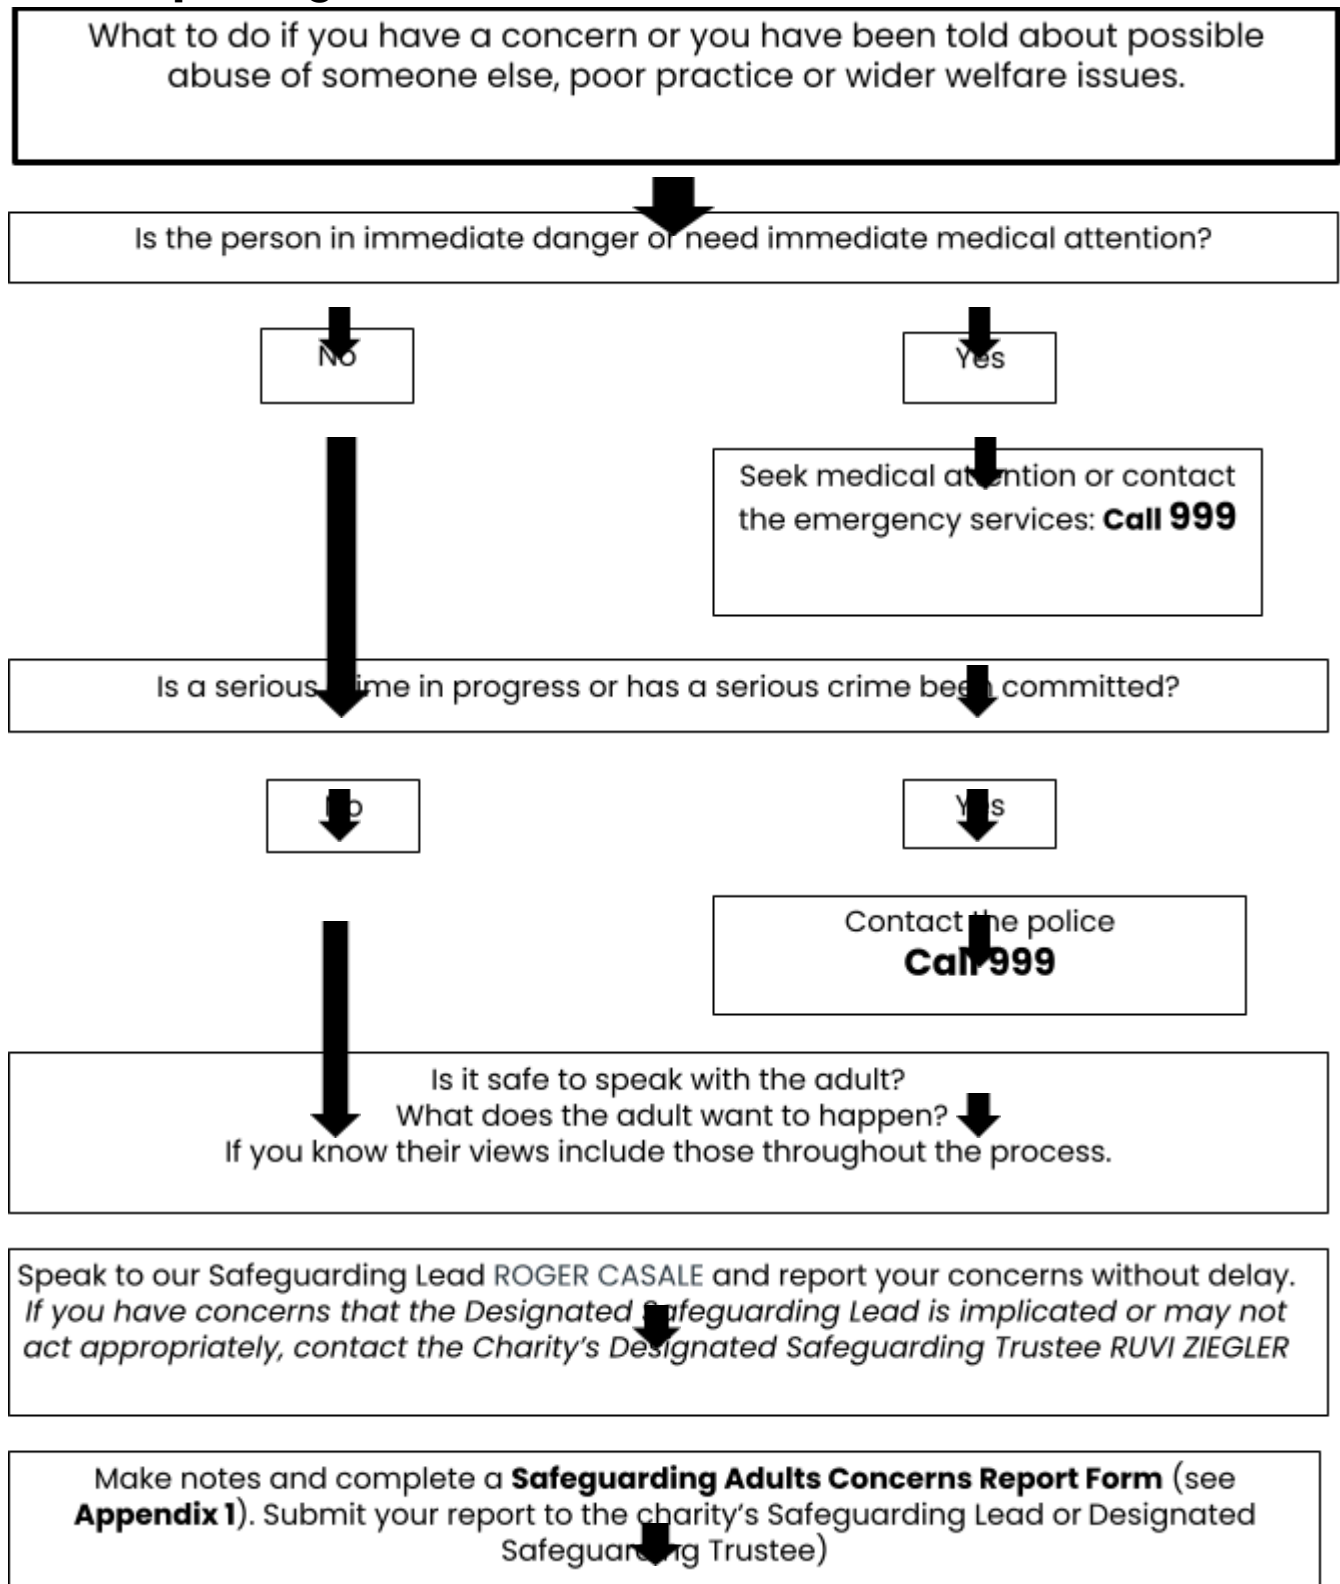 What to do if you have a concern or you have been told about possible
abuse of someone else, poor practice or wider welfare issues.
Is the person in immediate danger or need immediate medical attention?
No
Yes
Seek medical attention or contact
the emergency services: Call 999
Is a serious crime in progress or has a serious crime been committed?
No
Yes
Contact the police
Call 999
Is it safe to speak with the adult?
What does the adult want to happen?
If you know their views include those throughout the process.
Speak to our Safeguarding Lead ROGER CASALE and report your concerns without delay.
If you have concerns that the Designated Safeguarding Lead is implicated or may not
act appropriately, contact the Charity's Designated Safeguarding Trustee RUVI ZIEGLER
Make notes and complete a Safeguarding Adults Concerns Report Form (see
Appendix 1). Submit your report to the charity's Safeguarding Lead or Designated
Safeguarding Trustee)